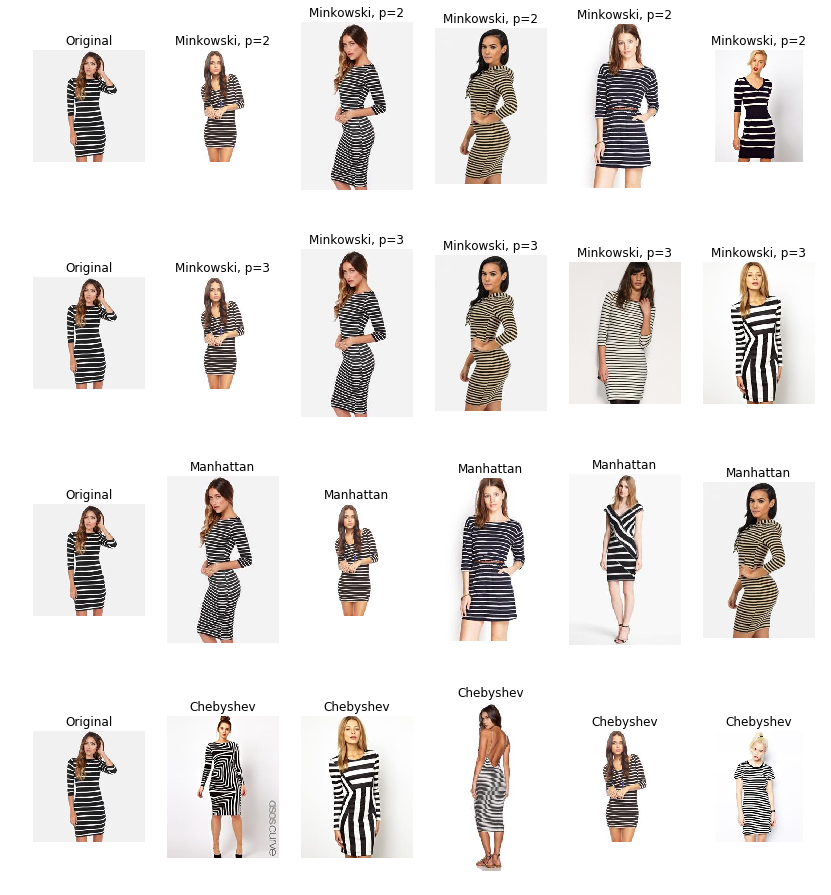 Original
Minkowski, p=2
Minkowski, p=2
Minkowski, p=2
Minkowski, p=2
Minkowski, p=2
Original
Minkowski, p=3
Minkowski, p=3
Minkowski, p=3
Minkowski, p=3
Minkowski, p=3
Original
Manhattan
Manhattan
Manhattan
Manhattan
Manhattan
Original
Chebyshev
Chebyshev
Chebyshev
Chebyshev
Chebyshev
asos curve